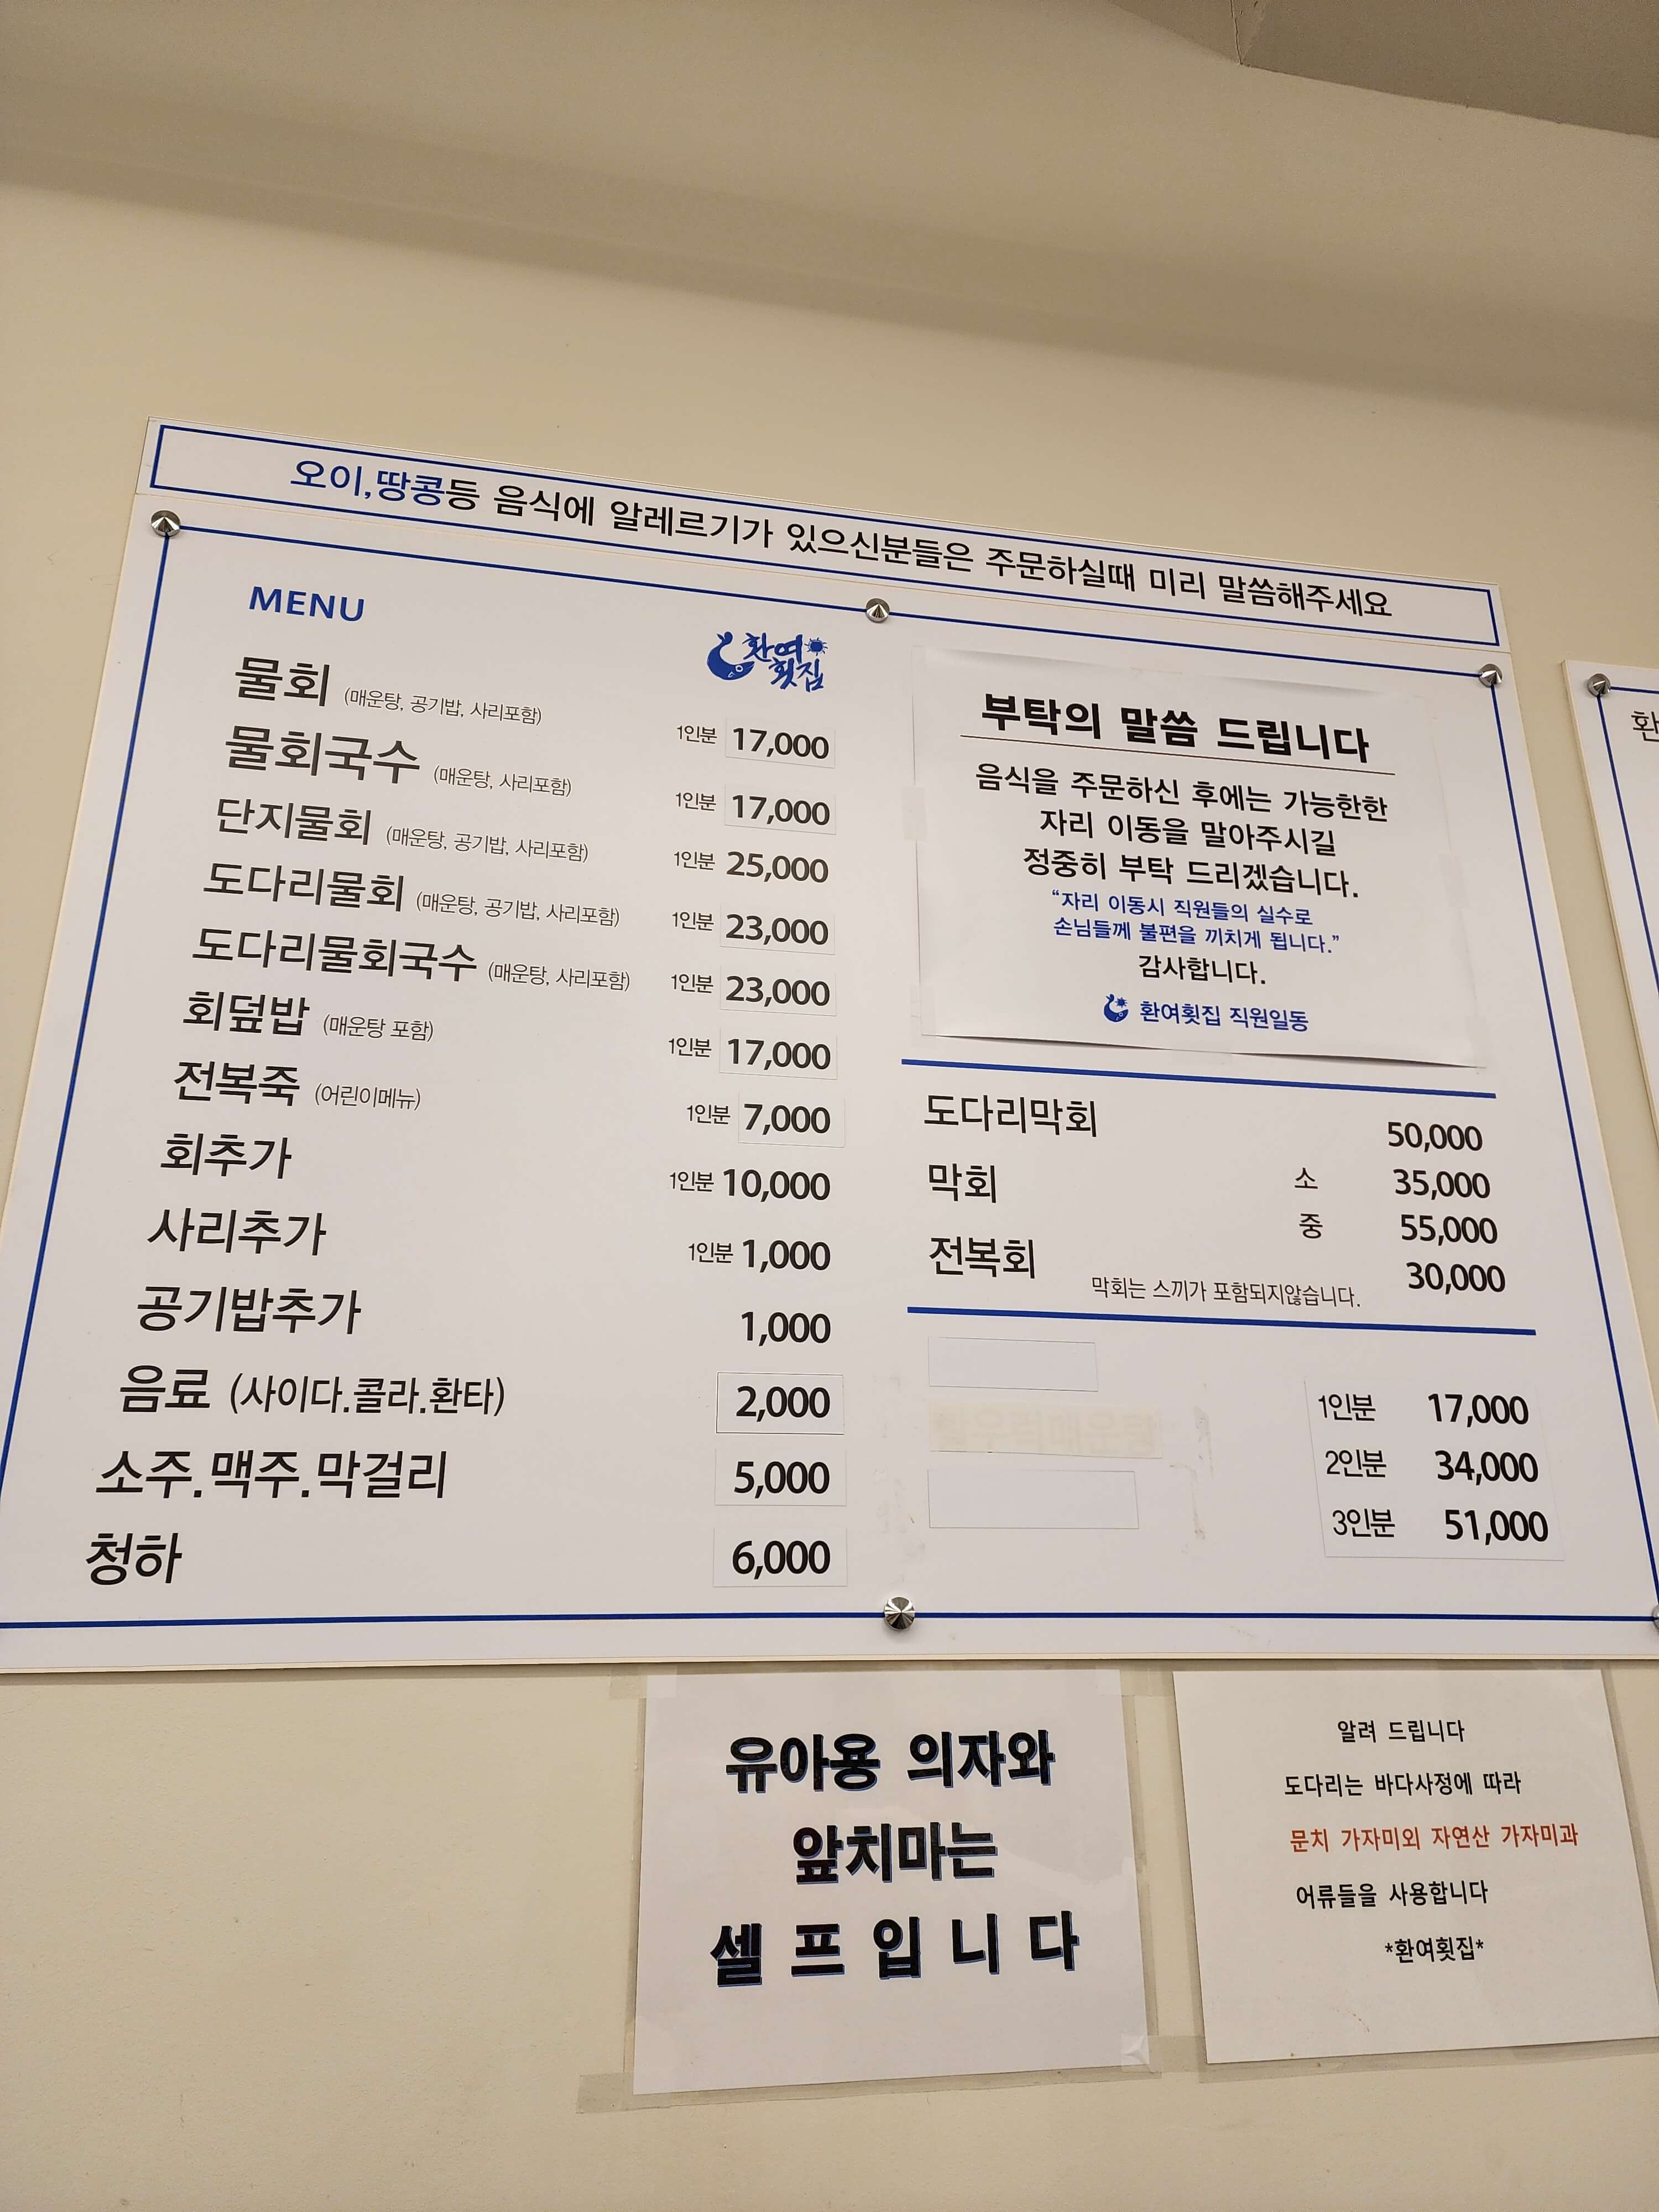 오이,땅콩등 음식에 알레르기가 있으신분들은 주문하실때 미리 말씀해주세요
MENU
환여횟집
물회 (매운탕, 공기밥, 사리포함) 1인분 17,000
물회국수 (매운탕, 사리포함) 1인분 17,000
단지물회 (매운탕, 공기밥, 사리포함) 1인분 25,000
도다리물회 (매운탕, 공기밥, 사리포함) 1인분 23,000
도다리물회국수 (매운탕, 사리포함) 1인분 23,000
회덮밥 (매운탕 포함) 1인분 17,000
전복죽 (어린이메뉴) 1인분 7,000
회추가 1인분 10,000
사리추가 1인분 1,000
공기밥추가 1,000
음료 (사이다.콜라.환타) 2,000
소주.맥주.막걸리 5,000
청하 6,000
부탁의 말씀 드립니다
음식을 주문하신 후에는 가능한한
자리 이동을 말아주시길
정중히 부탁 드리겠습니다.
“자리 이동시 직원들의 실수로
손님들께 불편을 끼치게 됩니다.”
감사합니다.
환여횟집 직원일동
도다리막회 50,000
막회 소 35,000
중 55,000
전복회 30,000
막회는 스끼가 포함되지않습니다.
1인분 17,000
2인분 34,000
3인분 51,000
환
유아용 의자와
앞치마는
셀 프 입 니 다
알려 드립니다
도다리는 바다사정에 따라
문치 가자미외 자연산 가자미과
어류들을 사용합니다
*환여횟집*